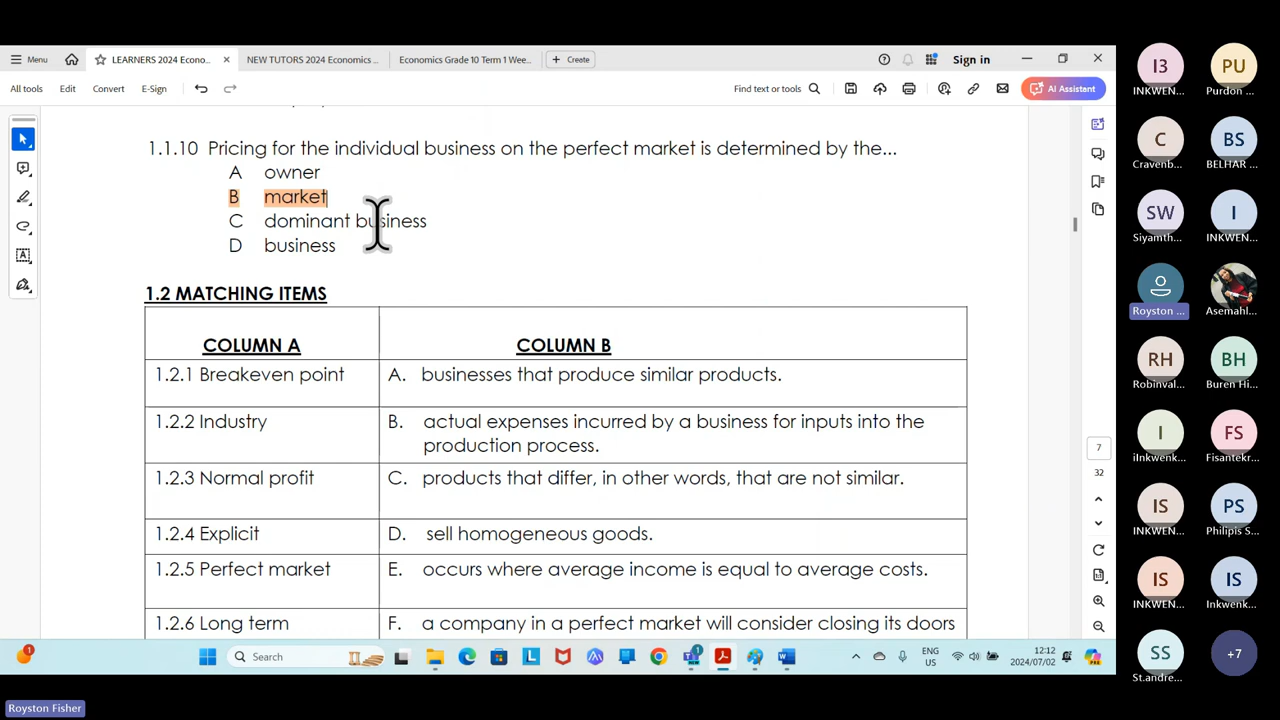 Menu
LEARNERS 2024 Econo...
NEW TUTORS 2024 Economics ...
Economics Grade 10 Term 1 Wee...
Create
Sign in
All tools
Edit
Convert
E-Sign
Find text or tools
AI Assistant
1.1.10 Pricing for the individual business on the perfect market is determined by the...
A owner
B market
C dominant business
D business
1.2 MATCHING ITEMS
COLUMN A
COLUMN B
1.2.1 Breakeven point
A. businesses that produce similar products.
1.2.2 Industry
B. actual expenses incurred by a business for inputs into the
production process.
1.2.3 Normal profit
C. products that differ, in other words, that are not similar.
1.2.4 Explicit
D. sell homogeneous goods.
1.2.5 Perfect market
E. occurs where average income is equal to average costs.
1.2.6 Long term
F. a company in a perfect market will consider closing its doors
7
32
Search
ENG
US
12:12
2024/07/02
I3
INKWEN...
PU
Purdon ...
C
Cravenb...
BS
BELHAR ...
SW
Siyamth...
I
INKWEN...
Royston ...
Asemahl...
RH
Robinval...
BH
Buren Hi...
I
iInkwenk...
FS
Fisantekr...
IS
INKWEN...
PS
Philipis S...
IS
INKWEN...
IS
Inkwenk...
SS
St.andre...
+7
Royston Fisher